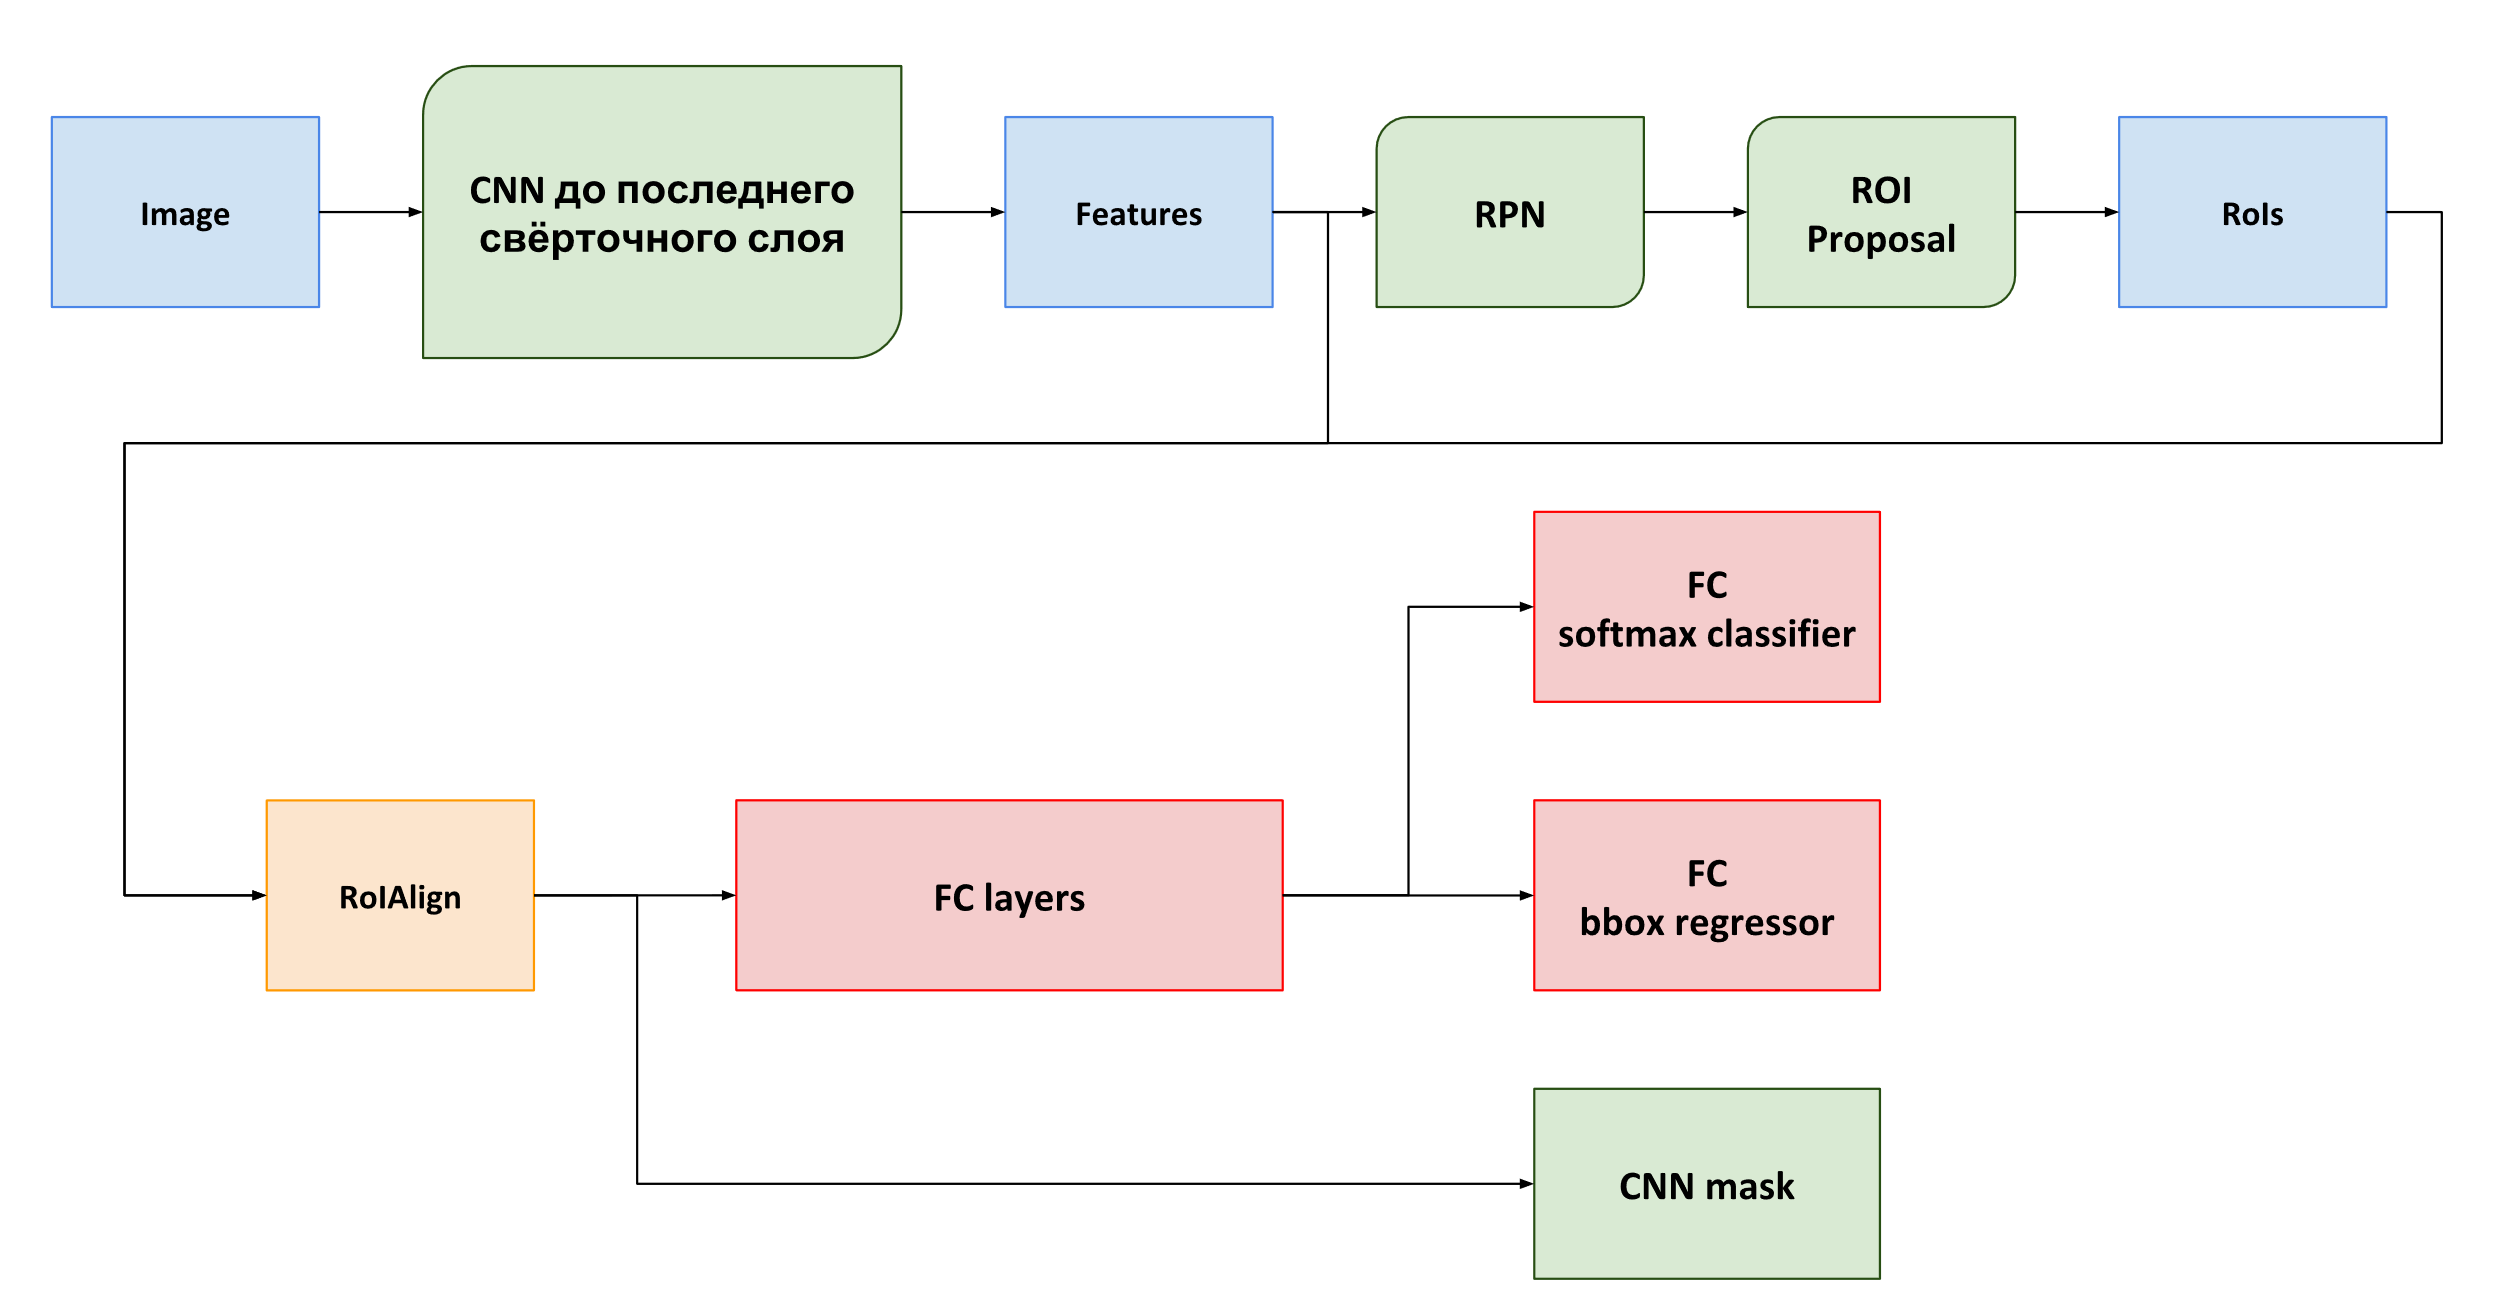 Image
CNN до последнего
свёрточного слоя
Features
RPN
ROI
Proposal
RoIs
FC
softmax classifier
RoIAlign
FC layers
FC
bbox regressor
CNN mask